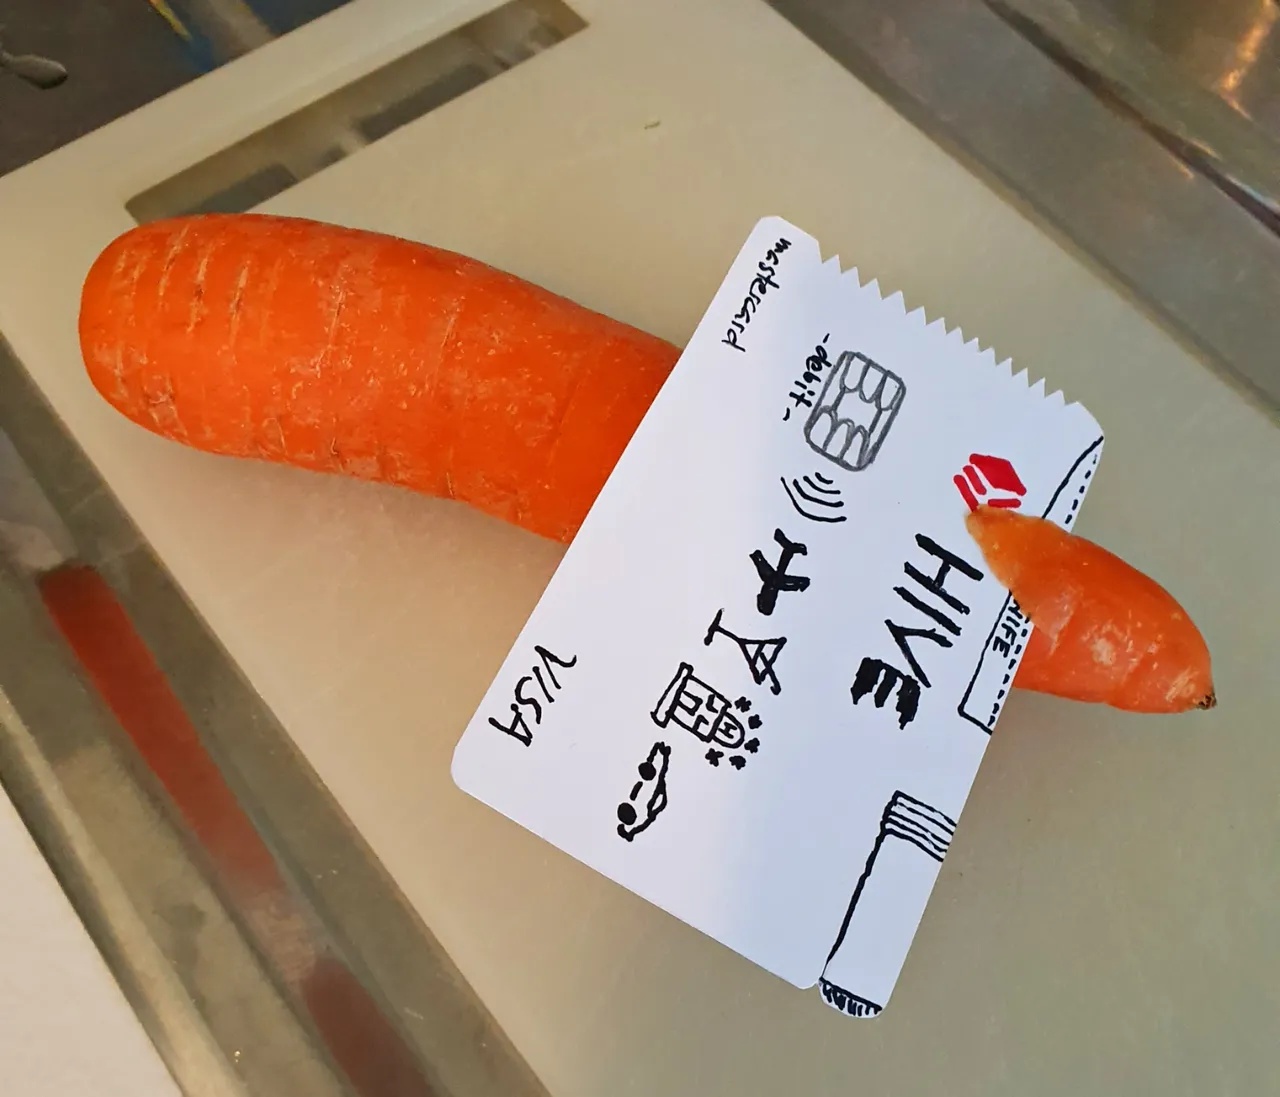 mastercard
-debit-
HIVE
VISA